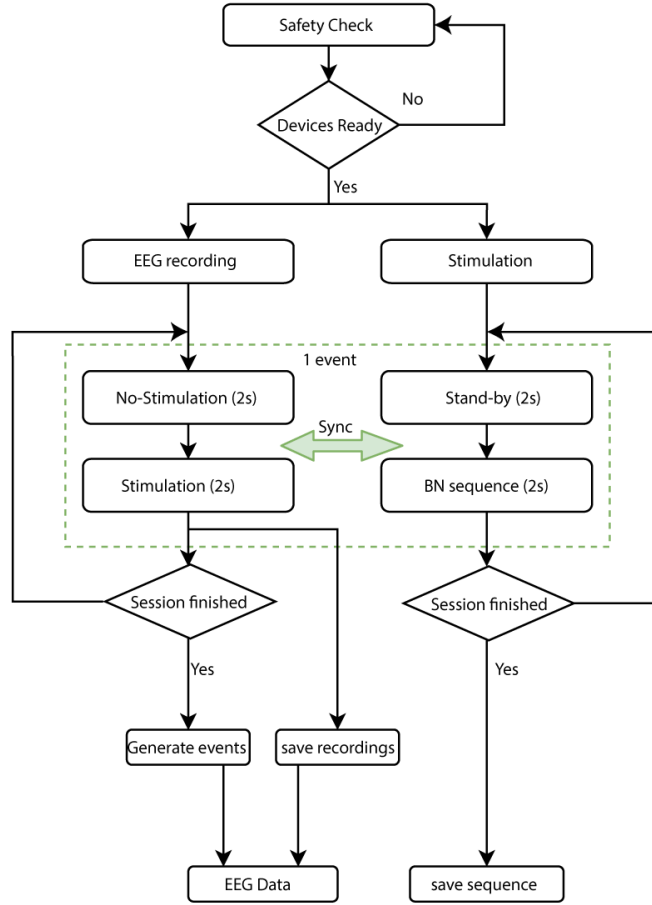 Safety Check
No
Devices Ready
Yes
EEG recording
Stimulation
1 event
No-Stimulation (2s)
Stand-by (2s)
Sync
Stimulation (2s)
BN sequence (2s)
Session finished
Session finished
Yes
Yes
Generate events
save recordings
EEG Data
save sequence